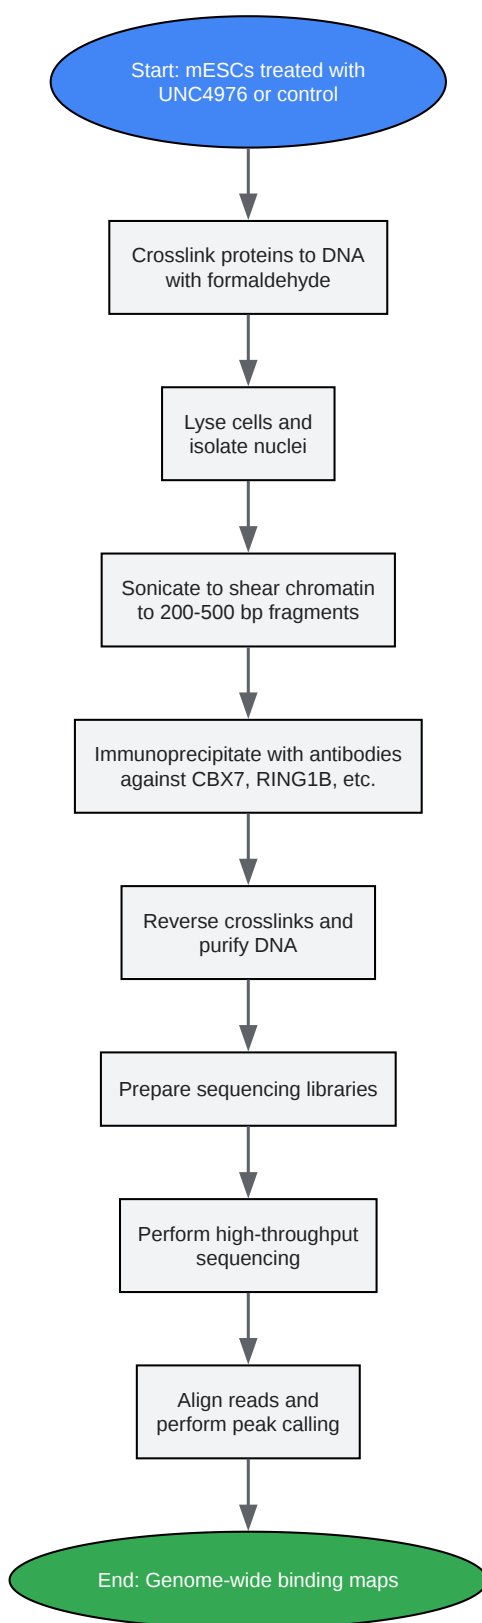 Start: mESCs treated with
UNC4976 or control
Crosslink proteins to DNA
with formaldehyde
Lyse cells and
isolate nuclei
Sonicate to shear chromatin
to 200-500 bp fragments
Immunoprecipitate with antibodies
against CBX7, RING1B, etc.
Reverse crosslinks and
purify DNA
Prepare sequencing libraries
Perform high-throughput
sequencing
Align reads and
perform peak calling
End: Genome-wide binding maps